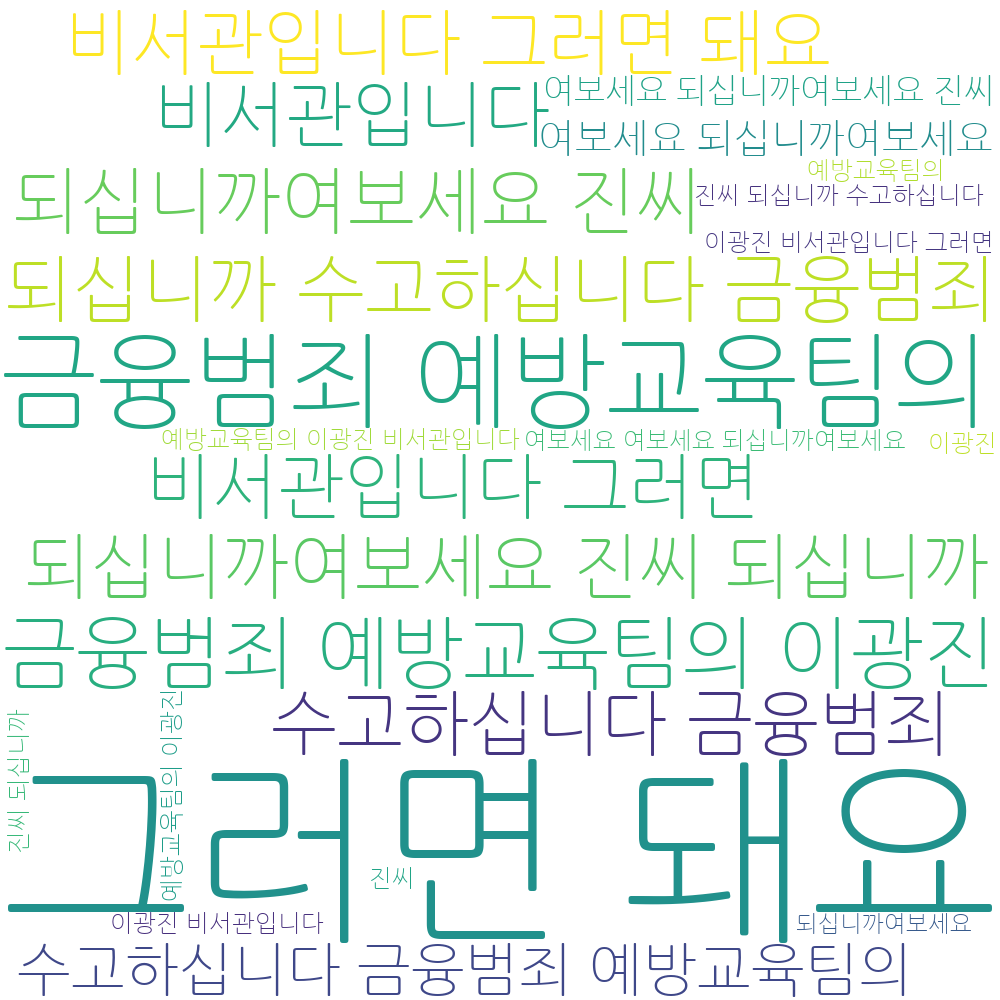 비서관입니다 그러면 돼요
비서관입니다
여보세요 되십니까여보세요 진씨
여보세요 되십니까여보세요
예방교육팀의
되십니까여보세요 진씨
진씨 되십니까 수고하십니다
이광진 비서관입니다 그러면
되십니까 수고하십니다 금융범죄
금융범죄 예방교육팀의
예방교육팀의 이광진 비서관입니다
여보세요 여보세요 되십니까여보세요
이광진
비서관입니다 그러면
되십니까여보세요 진씨 되십니까
금융범죄 예방교육팀의 이광진
수고하십니다 금융범죄
진씨 되십니까
예방교육팀의 이광진
그러면 돼요
진씨
이광진 비서관입니다
되십니까여보세요
수고하십니다 금융범죄 예방교육팀의